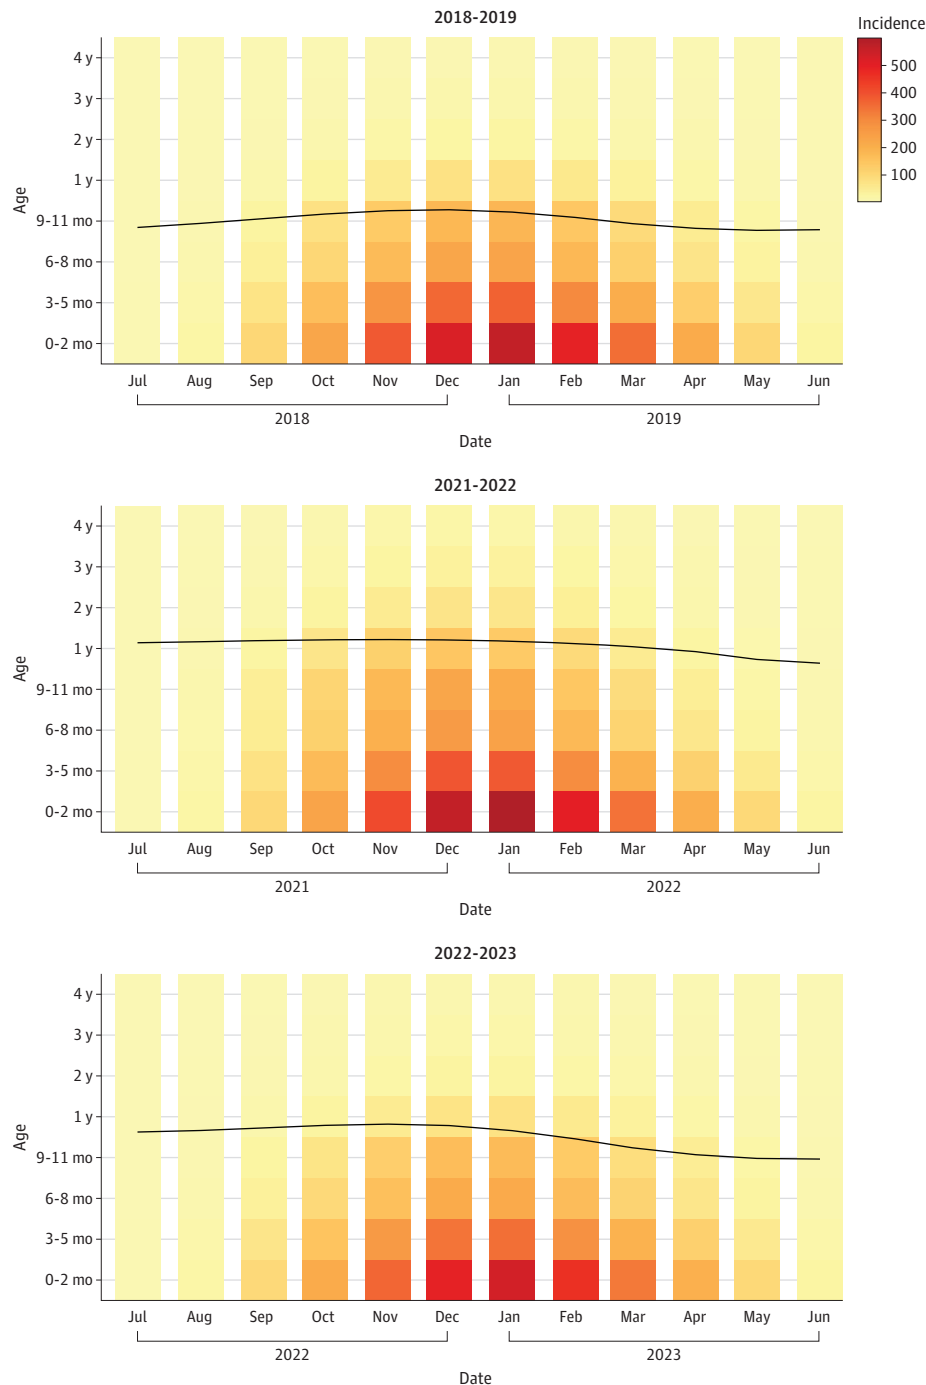 2018-2019
Incidence
500
400
300
200
100
Age
4 y
3 y
2 y
1 y
9-11 mo
6-8 mo
3-5 mo
0-2 mo
Jul Aug Sep Oct Nov Dec Jan Feb Mar Apr May Jun
2018 2019
Date
2021-2022
Age
4 y
3 y
2 y
1 y
9-11 mo
6-8 mo
3-5 mo
0-2 mo
Jul Aug Sep Oct Nov Dec Jan Feb Mar Apr May Jun
2021 2022
Date
2022-2023
Age
4 y
3 y
2 y
1 y
9-11 mo
6-8 mo
3-5 mo
0-2 mo
Jul Aug Sep Oct Nov Dec Jan Feb Mar Apr May Jun
2022 2023
Date